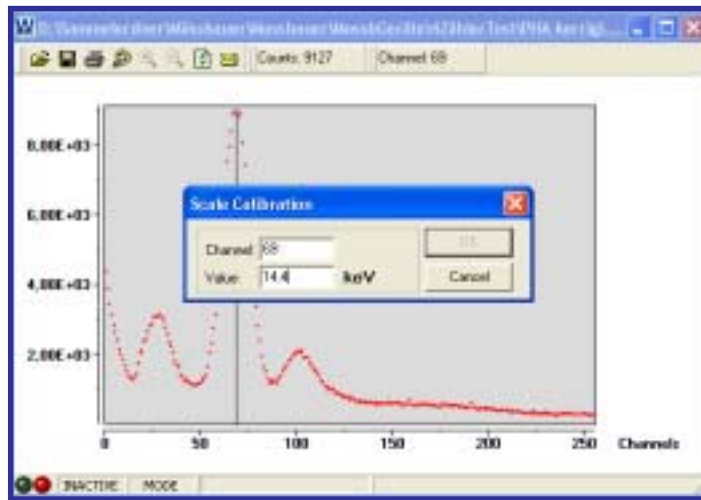 Counts: 9127 Channel: 69
8,00E+03
6,00E+03
4,00E+03
2,00E+03
Scale Calibration
Channel: 69
Value: 14.4 keV
OK
Cancel
0 50 100 150 200 250 Channels
INACTIVE MODE